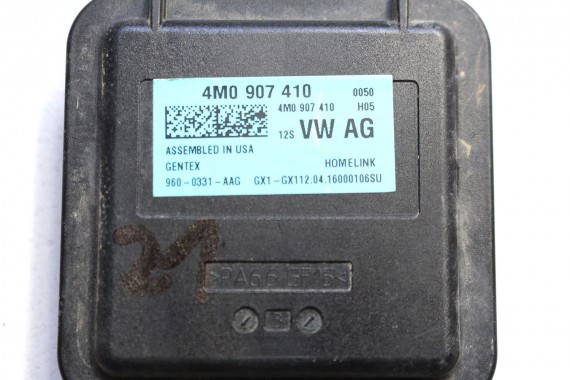 4M0 907 410 0050
4M0 907 410 H05
12S VW AG
ASSEMBLED IN USA
GENTEX HOMELINK
960-0331-AAG GX1-GX112.04.16000106SU
21
>PA66 GF15<